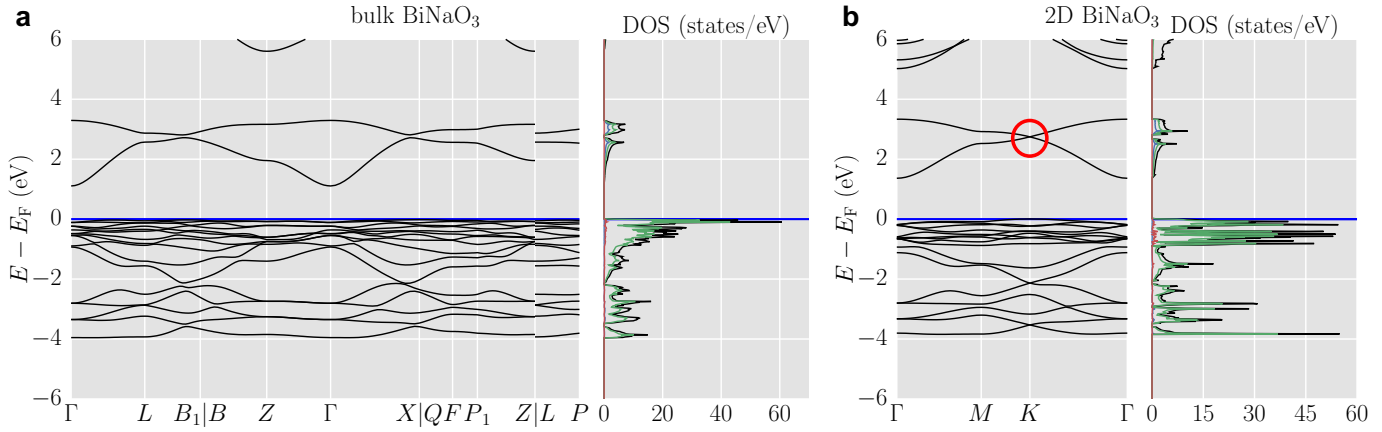 a
bulk BiNaO₃
DOS (states/eV)
E − E_F (eV)
6
4
2
0
−2
−4
−6
Γ L B₁|B Z Γ X|QF P₁ Z|L P
0 20 40 60
b
2D BiNaO₃
DOS (states/eV)
E − E_F (eV)
6
4
2
0
−2
−4
−6
Γ M K Γ
0 15 30 45 60